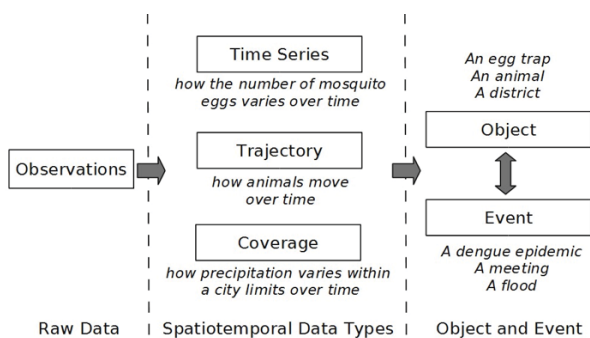 Observations
Raw Data
Time Series
how the number of mosquito
eggs varies over time
Trajectory
how animals move
over time
Coverage
how precipitation varies within
a city limits over time
Spatiotemporal Data Types
An egg trap
An animal
A district
Object
Event
A dengue epidemic
A meeting
A flood
Object and Event